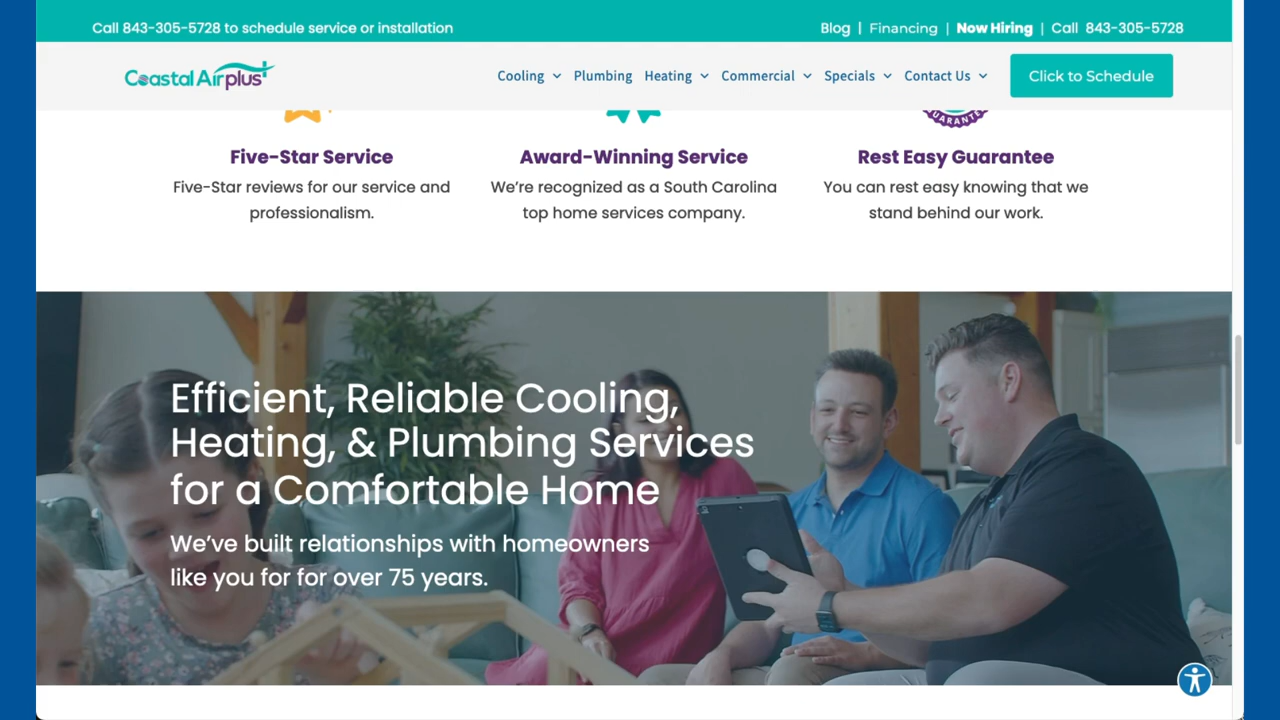 Call 843-305-5728 to schedule service or installation
Blog | Financing | Now Hiring | Call 843-305-5728
Coastal Airplus
Cooling Plumbing Heating Commercial Specials Contact Us Click to Schedule
UARANTE
Five-Star Service
Five-Star reviews for our service and
professionalism.
Award-Winning Service
We’re recognized as a South Carolina
top home services company.
Rest Easy Guarantee
You can rest easy knowing that we
stand behind our work.
Efficient, Reliable Cooling,
Heating, & Plumbing Services
for a Comfortable Home
We’ve built relationships with homeowners
like you for for over 75 years.